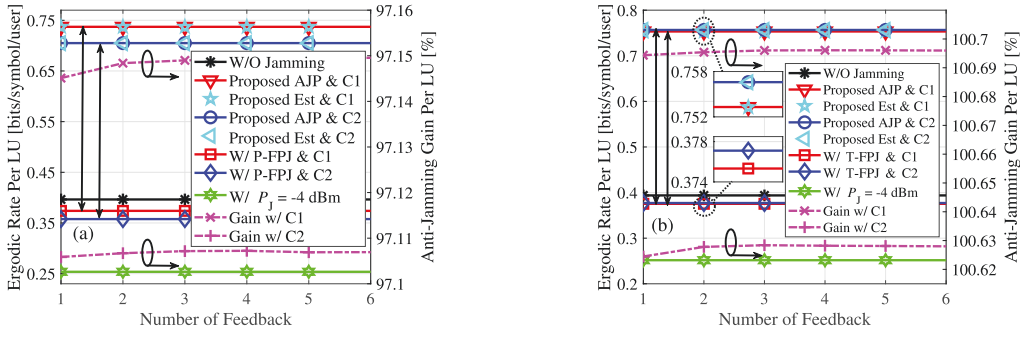 Ergodic Rate Per LU [bits/symbol/user]
0.75
0.65
0.55
0.45
0.35
0.25
97.16
97.15
97.14
97.13
97.12
97.11
97.1
Anti-Jamming Gain Per LU [%]
W/O Jamming
Proposed AJP & C1
Proposed Est & C1
Proposed AJP & C2
Proposed Est & C2
W/ P-FPJ & C1
W/ P-FPJ & C2
W/ P_J = -4 dBm
Gain w/ C1
Gain w/ C2
(a)
1 2 3 4 5 6
Number of Feedback
Ergodic Rate Per LU [bits/symbol/user]
0.8
0.7
0.6
0.5
0.4
0.3
0.2
100.7
100.69
100.68
100.67
100.66
100.65
100.64
100.63
100.62
Anti-Jamming Gain Per LU [%]
0.758
0.752
0.378
0.374
W/O Jamming
Proposed AJP & C1
Proposed Est & C1
Proposed AJP & C2
Proposed Est & C2
W/ T-FPJ & C1
W/ T-FPJ & C2
W/ P_J = -4 dBm
Gain w/ C1
Gain w/ C2
(b)
1 2 3 4 5 6
Number of Feedback